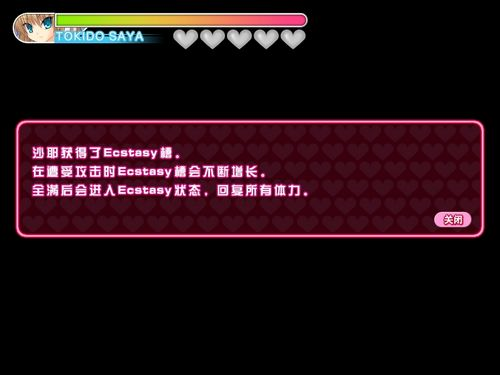 TOKIDO SAYA
沙耶获得了Ecstasy槽。
在遭受攻击时Ecstasy槽会不断增长。
全满后会进入Ecstasy状态，回复所有体力。
关闭